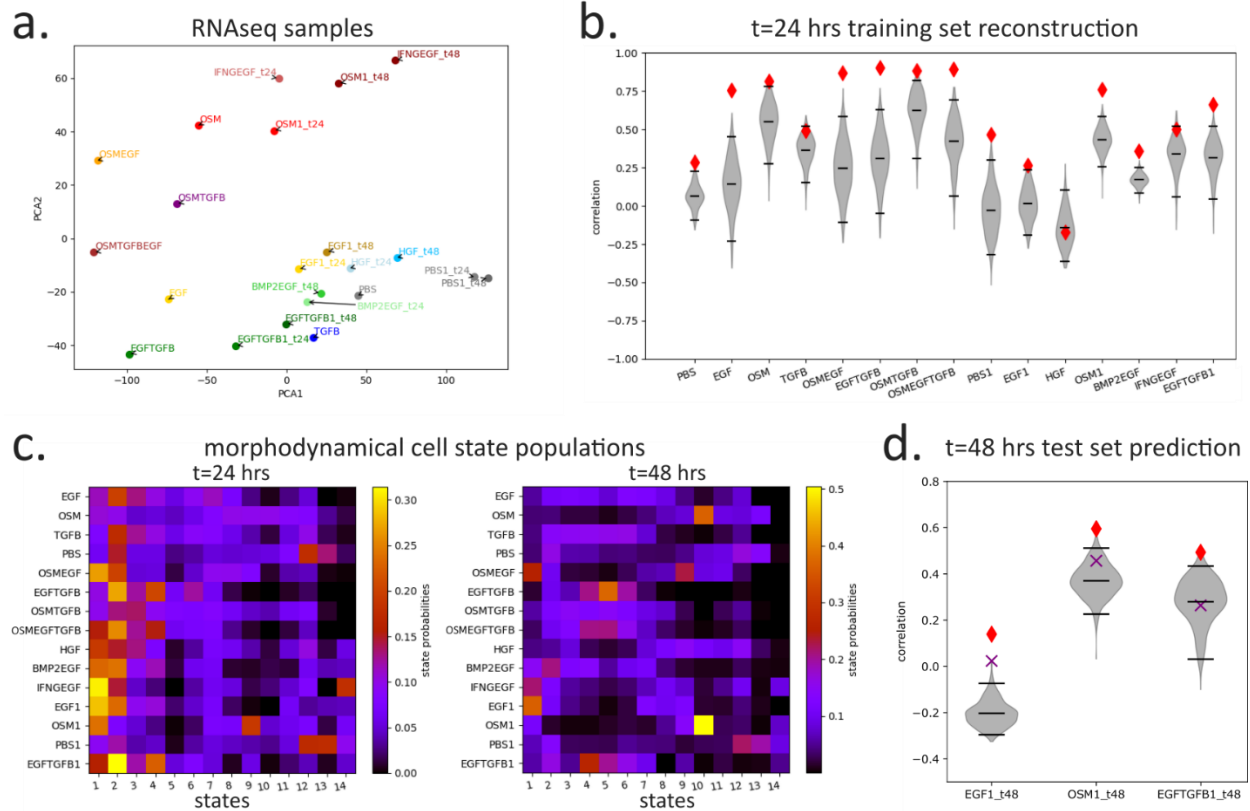 a.
RNAseq samples
IFNGEGF_t48
IFNGEGF_t24
OSM1_t48
OSM
OSM1_t24
OSMEGF
OSMTGFB
OSMTGFBEGF
EGF1_t48
HGF_t48
EGF1_t24
HGF_t24
PBS1_t24
PBS1_t48
BMP2EGF_t48
PBS
BMP2EGF_t24
EGF
EGFTGFB1_t48
TGFB
EGFTGFB
EGFTGFB1_t24
60
40
20
0
−20
−40
PCA2
−100
−50
0
50
100
PCA1
b.
t=24 hrs training set reconstruction
1.00
0.75
0.50
0.25
0.00
−0.25
−0.50
−0.75
−1.00
correlation
PBS
EGF
OSM
TGFB
OSMEGF
EGFTGFB
OSMTGFB
OSMEGFTGFB
PBS1
EGF1
HGF
OSM1
BMP2EGF
IFNGEGF
EGFTGFB1
c.
morphodynamical cell state populations
t=24 hrs
EGF
OSM
TGFB
PBS
OSMEGF
EGFTGFB
OSMTGFB
OSMEGFTGFB
HGF
BMP2EGF
IFNGEGF
EGF1
OSM1
PBS1
EGFTGFB1
1 2 3 4 5 6 7 8 9 10 11 12 13 14
states
0.30
0.25
0.20
0.15
0.10
0.05
0.00
state probabilities
t=48 hrs
EGF
OSM
TGFB
PBS
OSMEGF
EGFTGFB
OSMTGFB
OSMEGFTGFB
HGF
BMP2EGF
IFNGEGF
EGF1
OSM1
PBS1
EGFTGFB1
1 2 3 4 5 6 7 8 9 10 11 12 13 14
states
0.5
0.4
0.3
0.2
0.1
state probabilities
d.
t=48 hrs test set prediction
0.8
0.6
0.4
0.2
0.0
−0.2
−0.4
correlation
EGF1_t48
OSM1_t48
EGFTGFB1_t48